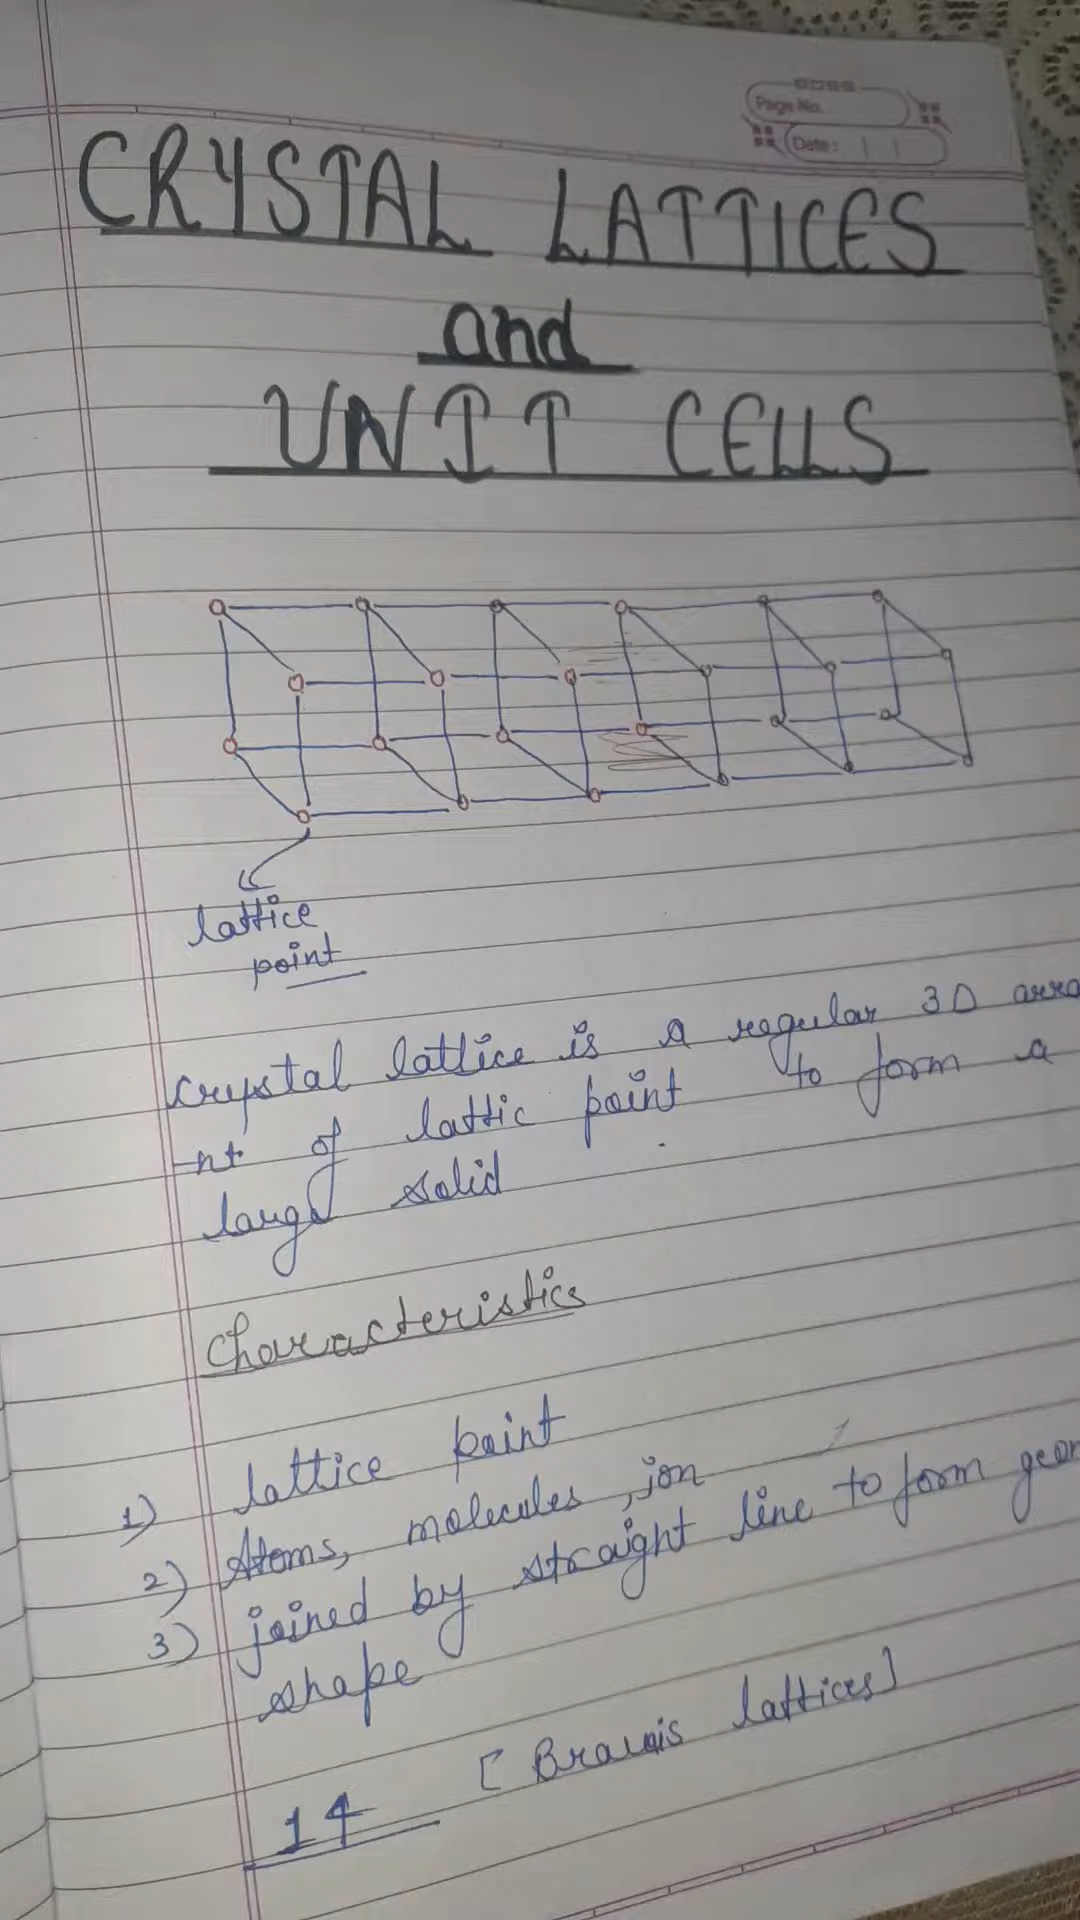 Page No.
Date:
CRYSTAL LATTICES
and
UNIT CELLS
lattice
point
Crystal lattice is a regular 3D arra
-nt of lattic point to form a
large solid
Characteristics
1) lattice point
2) Atoms, molecules, ion
3) joined by straight line to form geom
shape
14 [Bravais lattices]